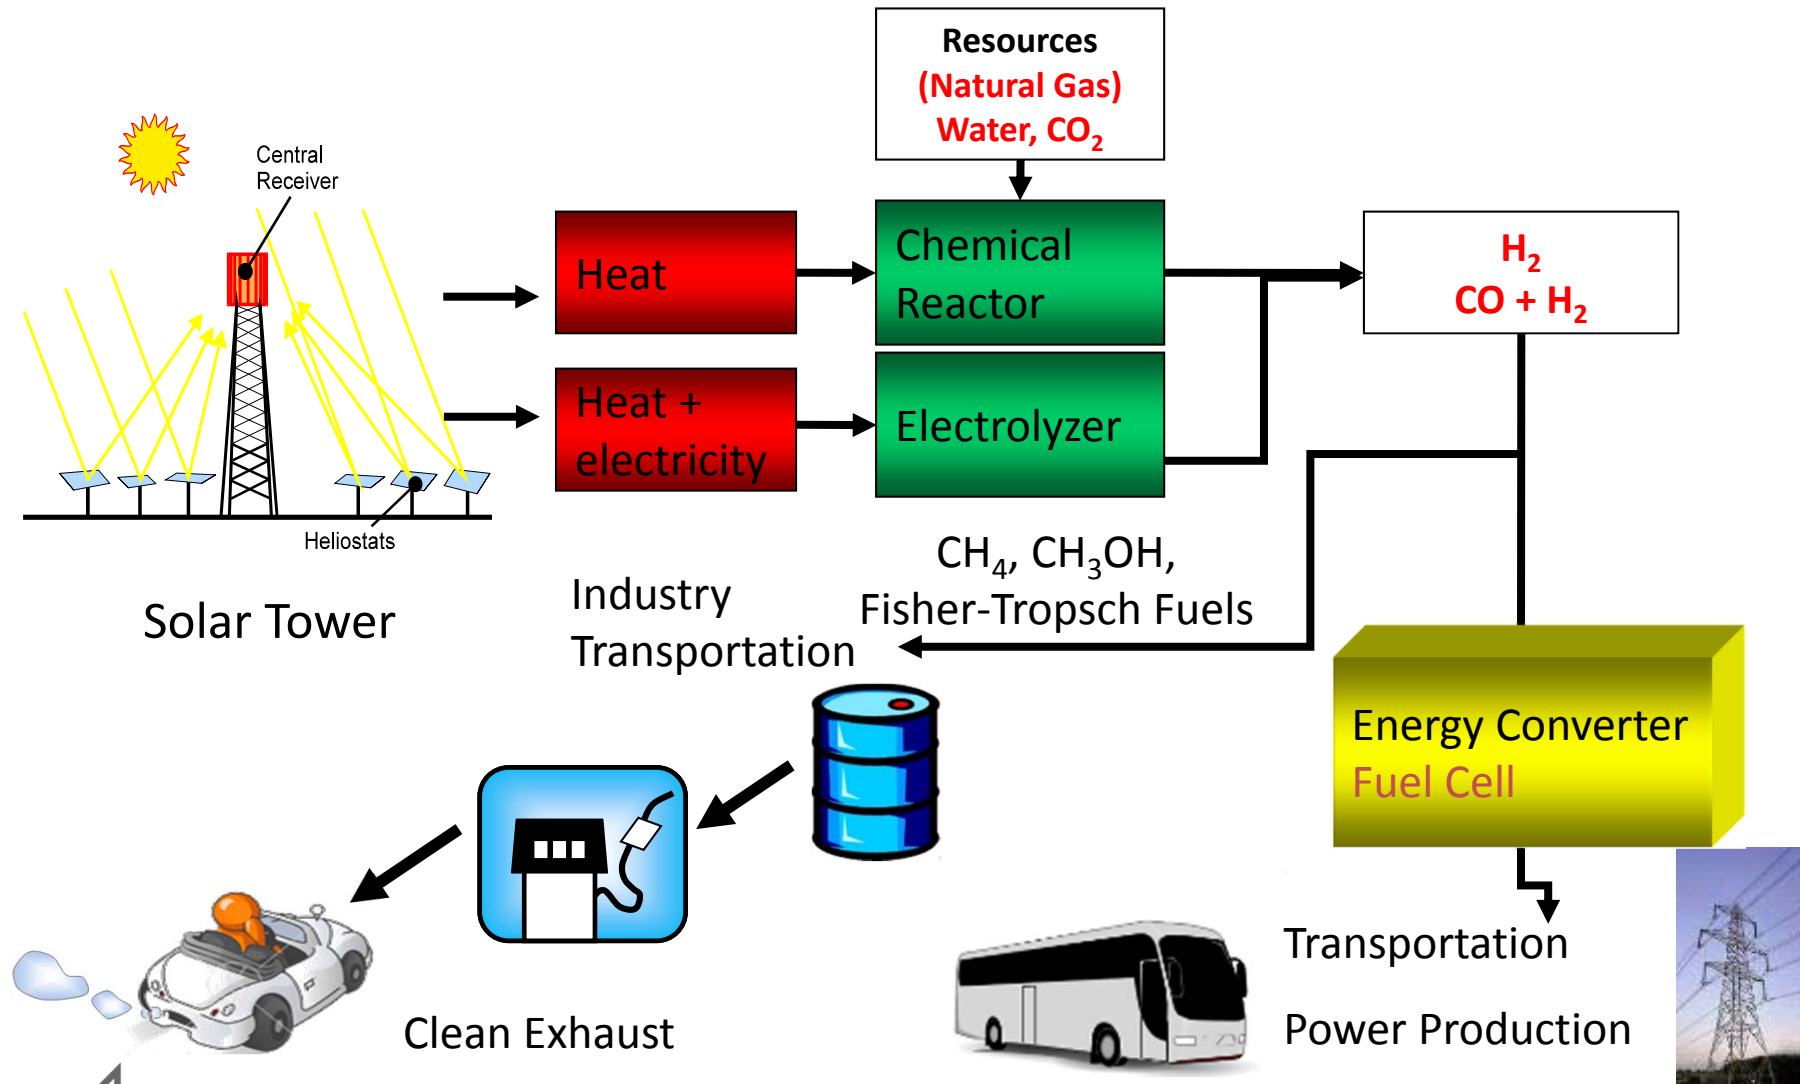 Resources
(Natural Gas)
Water, CO₂
Central
Receiver
Heat
Chemical
Reactor
H₂
CO + H₂
Heat +
electricity
Electrolyzer
Heliostats
Solar Tower
CH₄, CH₃OH,
Fisher-Tropsch Fuels
Industry
Transportation
Energy Converter
Fuel Cell
Transportation
Power Production
Clean Exhaust